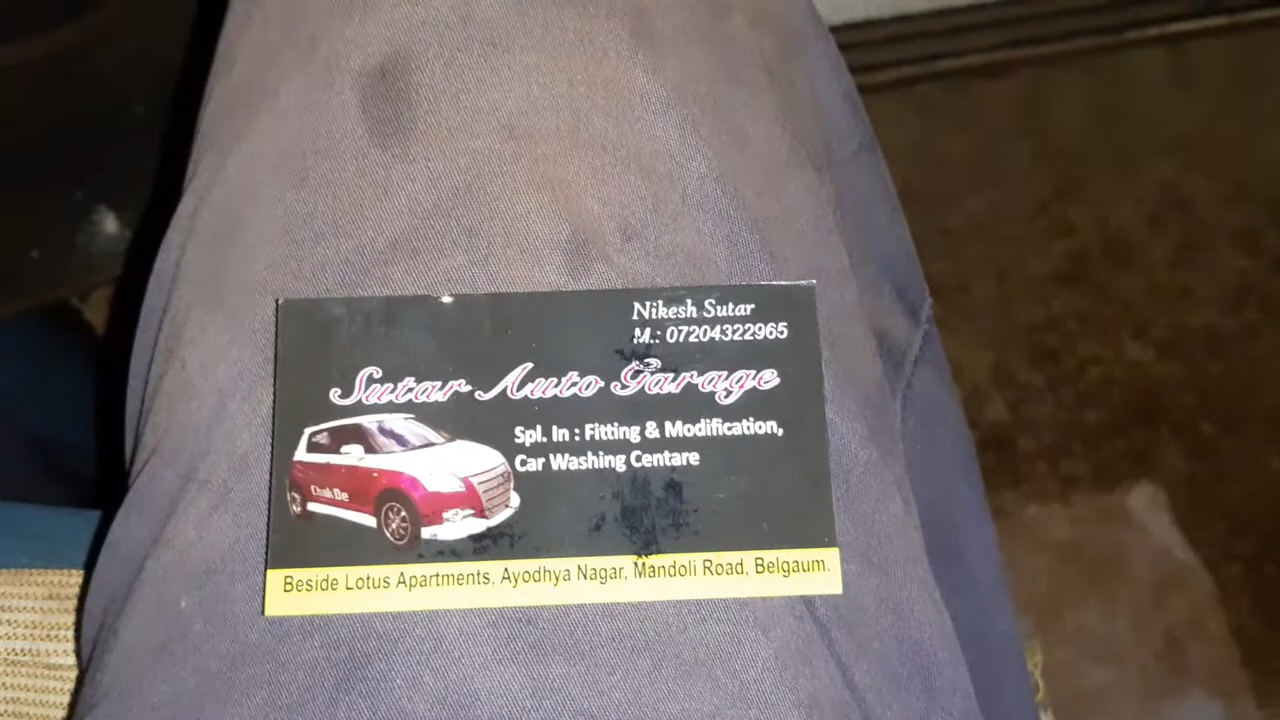 Nikesh Sutar
M.: 07204322965
Sutar Auto Garage
Spl. In : Fitting & Modification,
Car Washing Centare
Chak De
Beside Lotus Apartments, Ayodhya Nagar, Mandoli Road, Belgaum.